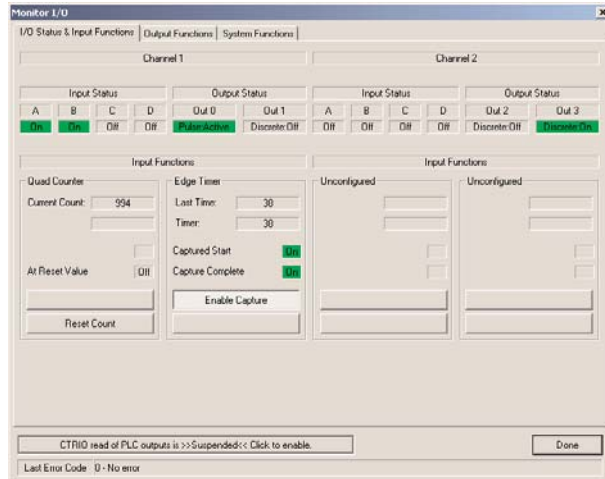 Monitor I/O
I/O Status & Input Functions Output Functions System Functions
Channel 1 Channel 2
Input Status Output Status Input Status Output Status
A B C D Out 0 Out 1 A B C D Out 2 Out 3
On On Off Off Pulse:Active Discrete:Off Off Off Off Off Discrete:Off Discrete:On
Input Functions Input Functions
Quad Counter Edge Timer Unconfigured Unconfigured
Current Count: 994 Last Time: 30
Timer: 30
Captured Start On
At Reset Value Off Capture Complete On
Enable Capture
Reset Count
CTRIO read of PLC outputs is >>Suspended<< Click to enable. Done
Last Error Code 0 - No error